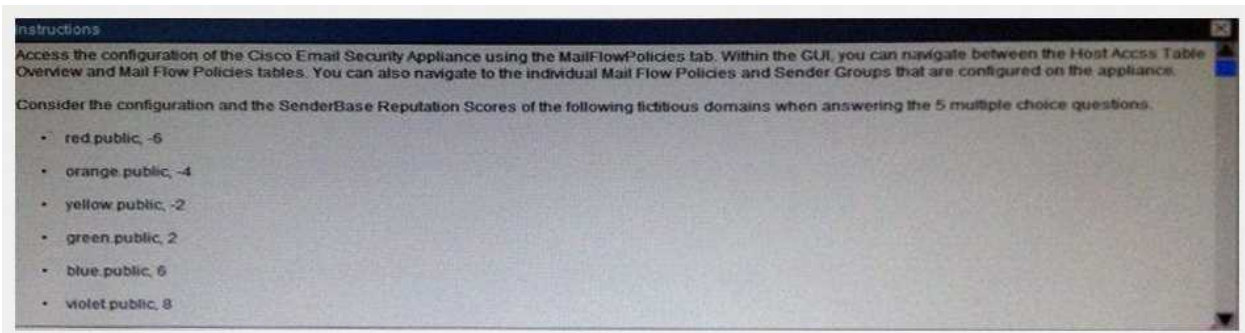 Instructions
Access the configuration of the Cisco Email Security Appliance using the MailFlowPolicies tab. Within the GUI, you can navigate between the Host Accss Table
Overview and Mail Flow Policies tables. You can also navigate to the individual Mail Flow Policies and Sender Groups that are configured on the appliance.
Consider the configuration and the SenderBase Reputation Scores of the following fictitious domains when answering the 5 multiple choice questions.
• red.public, -6
• orange.public, -4
• yellow.public, -2
• green.public, 2
• blue.public, 6
• violet.public, 8